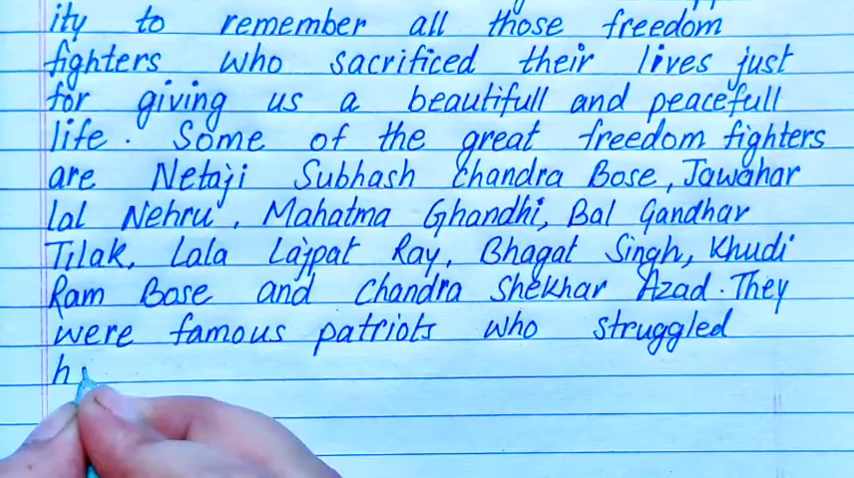 ity to remember all those freedom
fighters who sacrificed their lives just
for giving us a beautifull and peacefull
life. Some of the great freedom fighters
are Netaji Subhash Chandra Bose, Jawahar
lal Nehru, Mahatma Ghandhi, Bal Gandhar
Tilak, Lala Lajpat Ray, Bhagat Singh, Khudi
Ram Bose and Chandra Shekhar Azad. They
were famous patriots who struggled
h